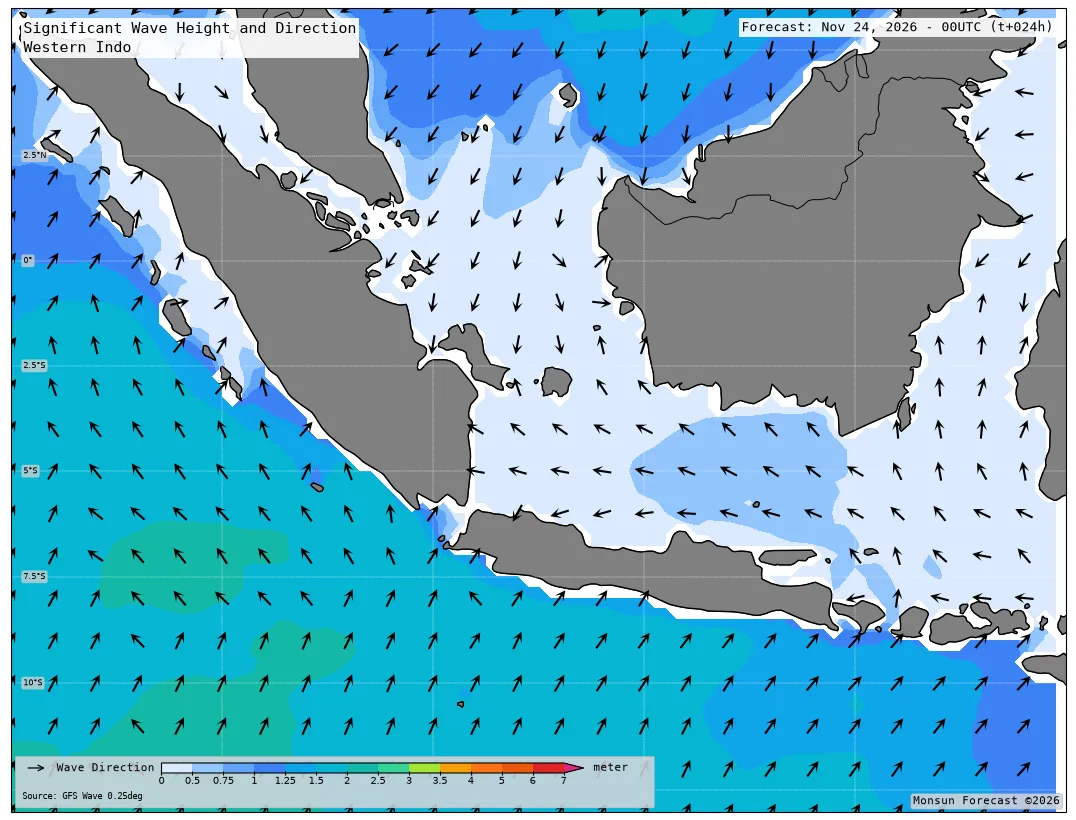 Significant Wave Height and Direction
Western Indo
Forecast: Nov 24, 2026 - 00UTC (t+024h)
2.5°N
0°
2.5°S
5°S
7.5°S
10°S
Wave Direction
0 0.5 0.75 1 1.25 1.5 2 2.5 3 3.5 4 5 6 7
meter
Source: GFS Wave 0.25deg
Monsun Forecast ©2026